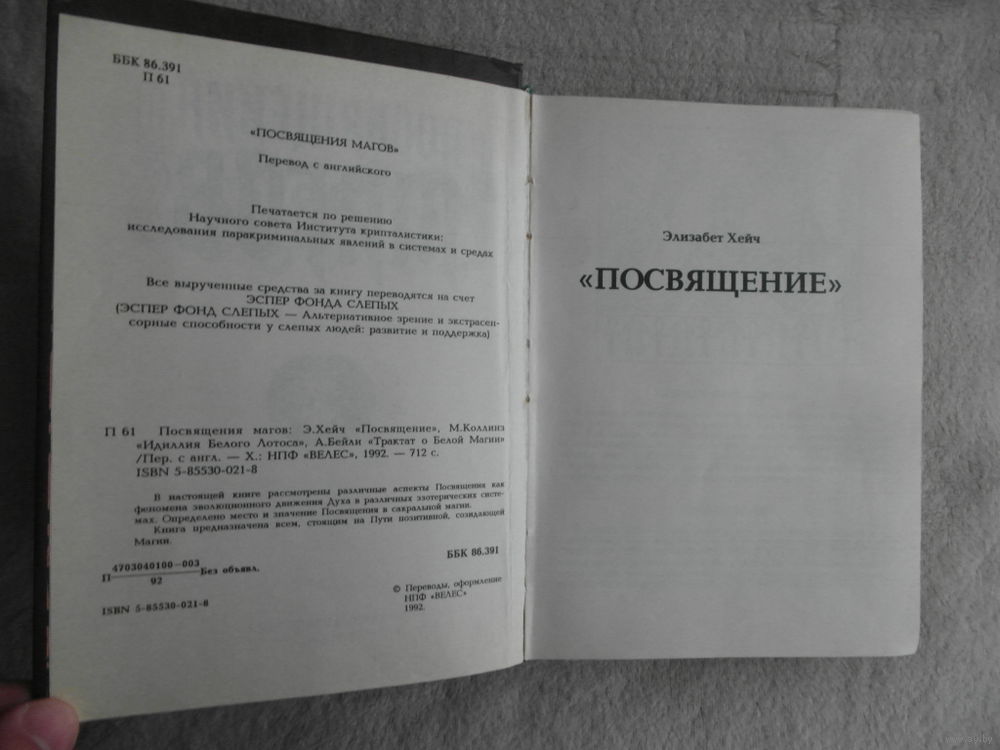 ББК 86.391
П 61
«ПОСВЯЩЕНИЯ МАГОВ»
Перевод с английского
Печатается по решению
Научного совета Института крипталистики:
исследования паракриминальных явлений в системах и средах
Все вырученные средства за книгу переводятся на счет
ЭСПЕР ФОНДА СЛЕПЫХ
(ЭСПЕР ФОНД СЛЕПЫХ — Альтернативное зрение и экстрасен-
сорные способности у слепых людей: развитие и поддержка)
П 61 Посвящения магов: Э.Хейч «Посвящение», М.Коллинз
«Идиллия Белого Лотоса», А.Бейли «Трактат о Белой Магии»
/Пер. с англ. — Х.: НПФ «ВЕЛЕС», 1992. — 712 с.
ISBN 5-85530-021-8
В настоящей книге рассмотрены различные аспекты Посвящения как
феномена эволюционного движения Духа в различных эзотерических систе-
мах. Определено место и значение Посвящения в сакральной магии.
Книга предназначена всем, стоящим на Пути позитивной, созидающей
Магии.
4703040100—003
П Без объявл.
92
ББК 86.391
ISBN 5-85530-021-8
© Переводы, оформление
НПФ «ВЕЛЕС»
1992.
Элизабет Хейч
«ПОСВЯЩЕНИЕ»
www.ay.by